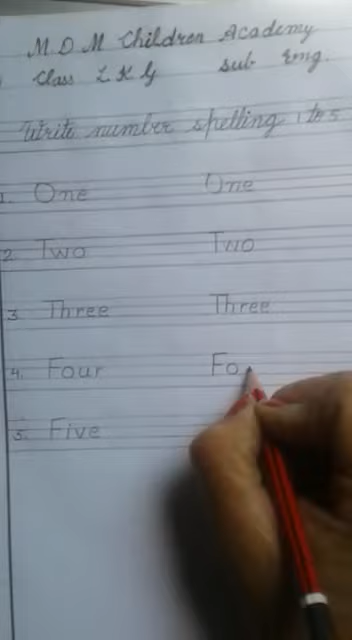 M.D.M Children Academy
Class L K G sub Eng.
Write number spelling 1 to 5
1. One One
2. Two Two
3. Three Three
4. Four Fo
5. Five